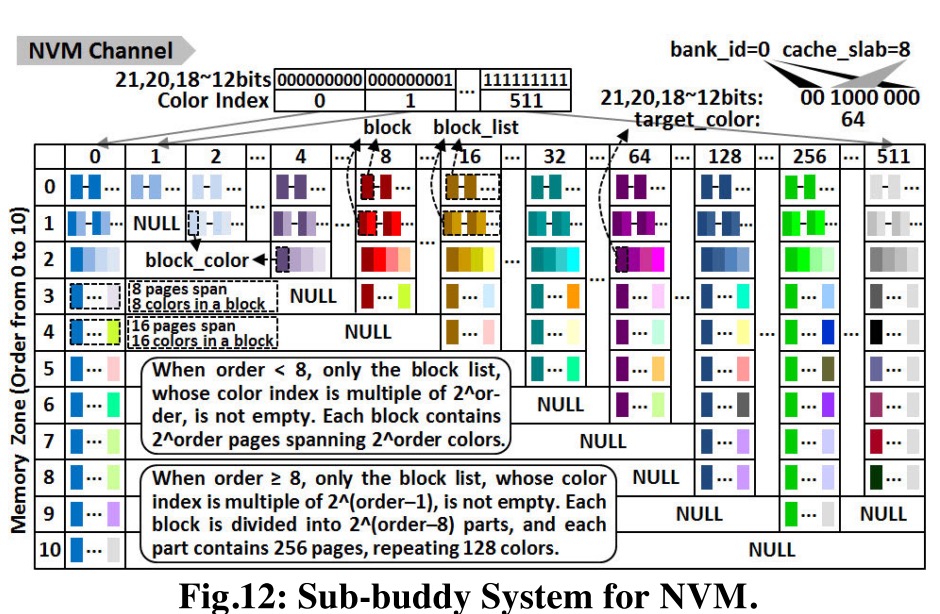 NVM Channel
bank_id=0 cache_slab=8
21,20,18~12bits 000000000 000000001 ... 111111111
Color Index 0 1 511
21,20,18~12bits: 00 1000 000
target_color: 64
block block_list
0 1 2 ... 4 ... 8 ... 16 ... 32 ... 64 ... 128 ... 256 ... 511
0 ... ... ... ... ... ... ... ... ... ... ...
1 ... NULL ... ... ... ... ... ... ... ... ...
2 block_color ... ...
3 ... 8 pages span
8 colors in a block
NULL ... ... ... ... ... ... ... ...
4 ... 16 pages span
16 colors in a block
NULL ... ... ... ... ... ... ... ...
5 ... ... ... ... ... ...
6 ... NULL ... ... ... ...
7 ... NULL ... ... ...
8 ... NULL ... ... ...
9 ... NULL ... NULL
10 ... NULL
When order < 8, only the block list,
whose color index is multiple of 2^or-
der, is not empty. Each block contains
2^order pages spanning 2^order colors.
When order ≥ 8, only the block list, whose color
index is multiple of 2^(order–1), is not empty. Each
block is divided into 2^(order–8) parts, and each
part contains 256 pages, repeating 128 colors.
Memory Zone (Order from 0 to 10)
Fig.12: Sub-buddy System for NVM.